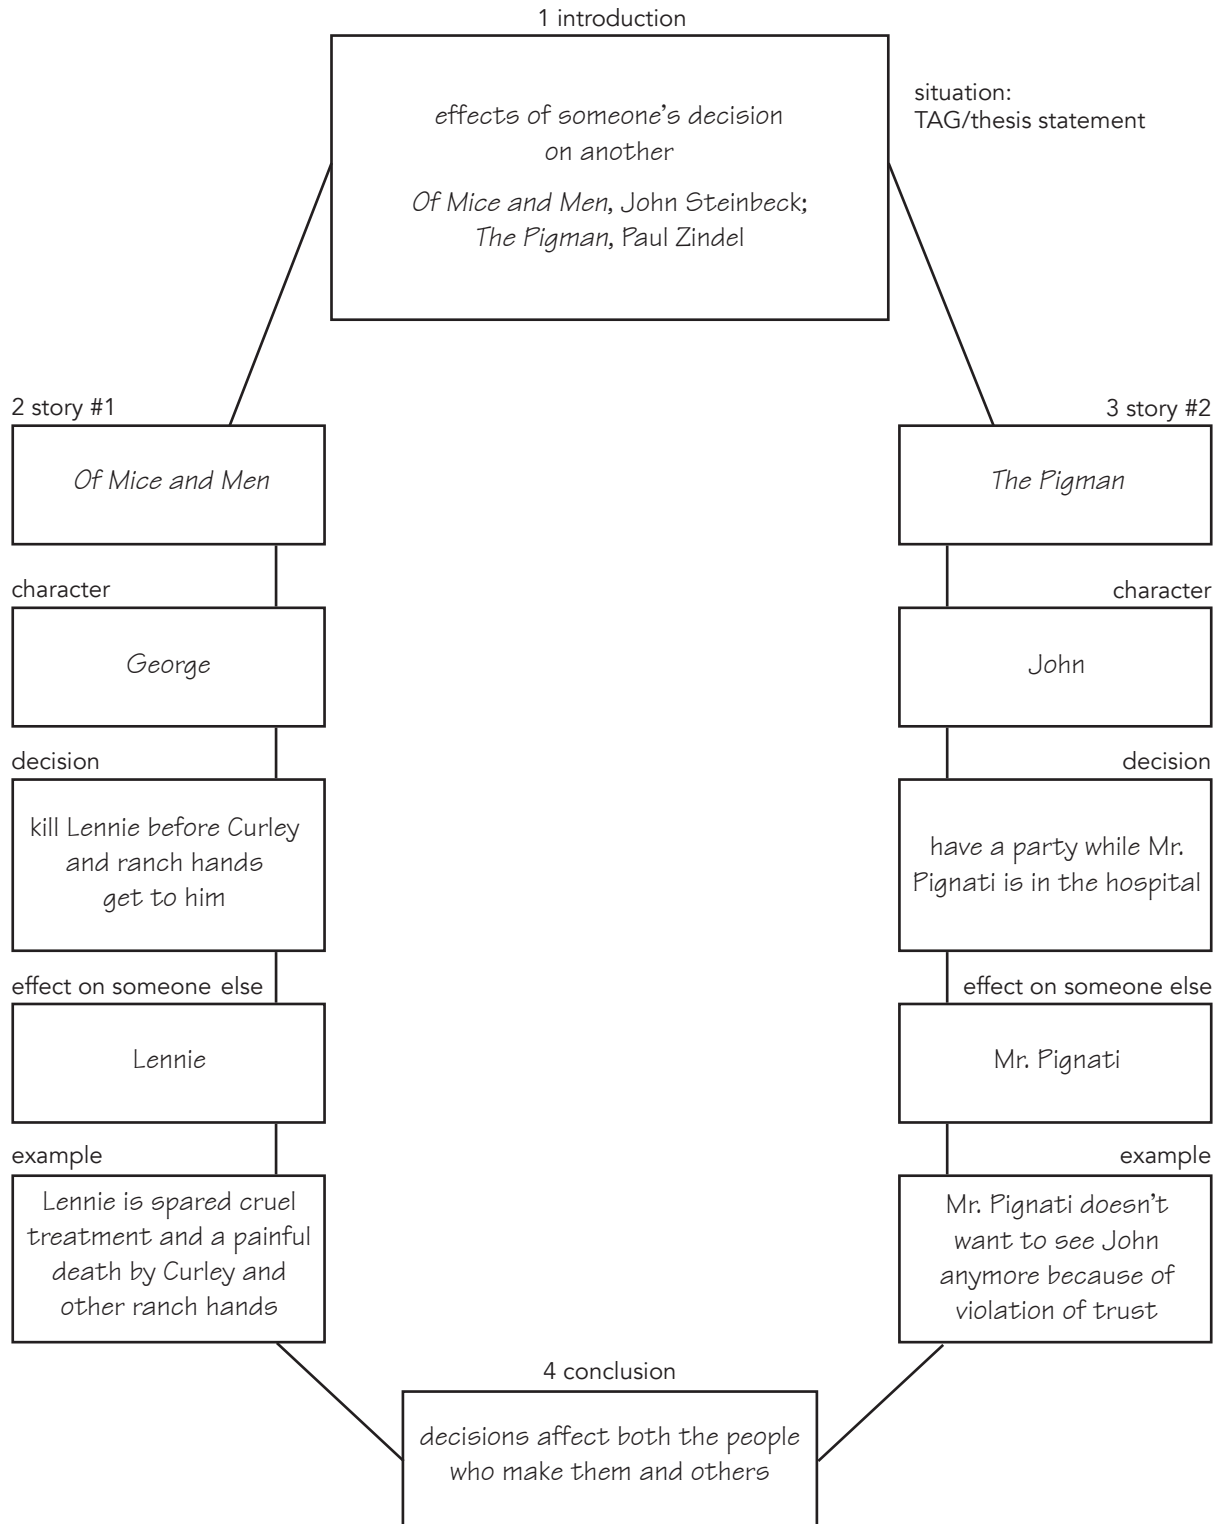 1 introduction
effects of someone's decision
on another
Of Mice and Men, John Steinbeck;
The Pigman, Paul Zindel
situation:
TAG/thesis statement
2 story #1
Of Mice and Men
character
George
decision
kill Lennie before Curley
and ranch hands
get to him
effect on someone else
Lennie
example
Lennie is spared cruel
treatment and a painful
death by Curley and
other ranch hands
3 story #2
The Pigman
character
John
decision
have a party while Mr.
Pignati is in the hospital
effect on someone else
Mr. Pignati
example
Mr. Pignati doesn't
want to see John
anymore because of
violation of trust
4 conclusion
decisions affect both the people
who make them and others